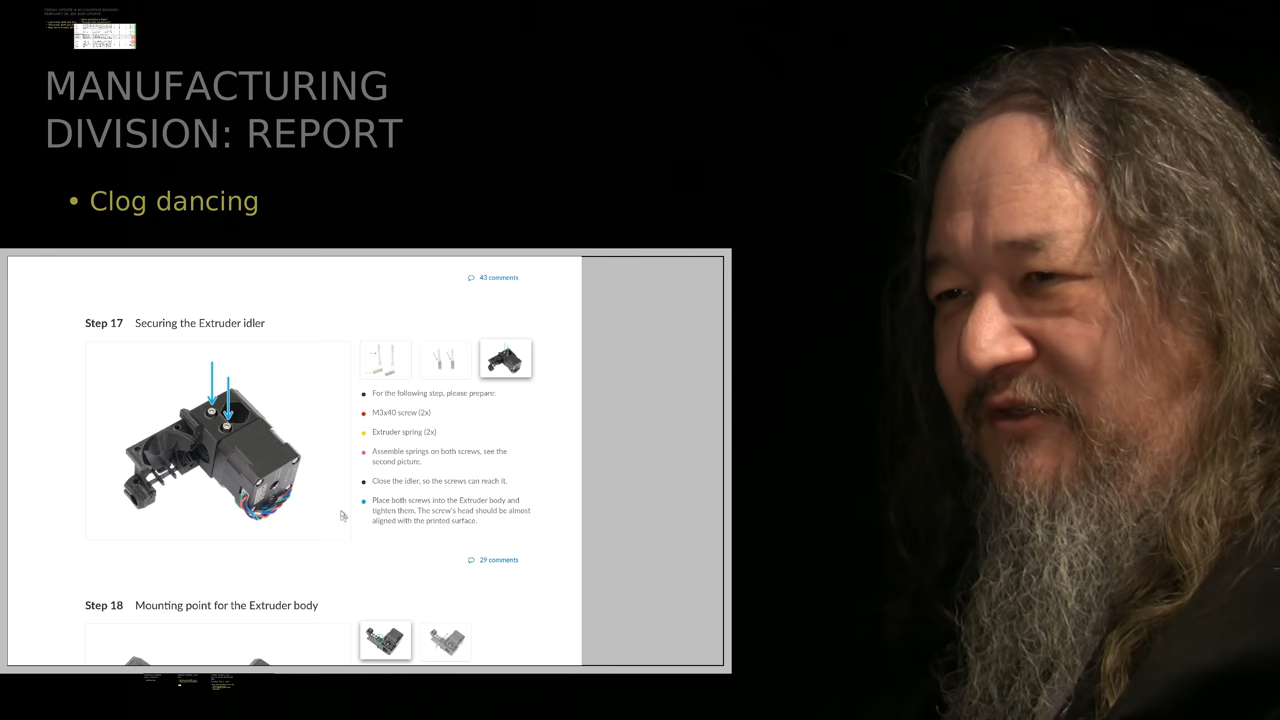 MANUFACTURING
DIVISION: REPORT
• Clog dancing
43 comments
Step 17 Securing the Extruder idler
For the following step, please prepare:
M3x40 screw (2x)
Extruder spring (2x)
Assemble springs on both screws, see the
second picture.
Close the idler, so the screws can reach it.
Place both screws into the Extruder body and
tighten them. The screw's head should be almost
aligned with the printed surface.
29 comments
Step 18 Mounting point for the Extruder body